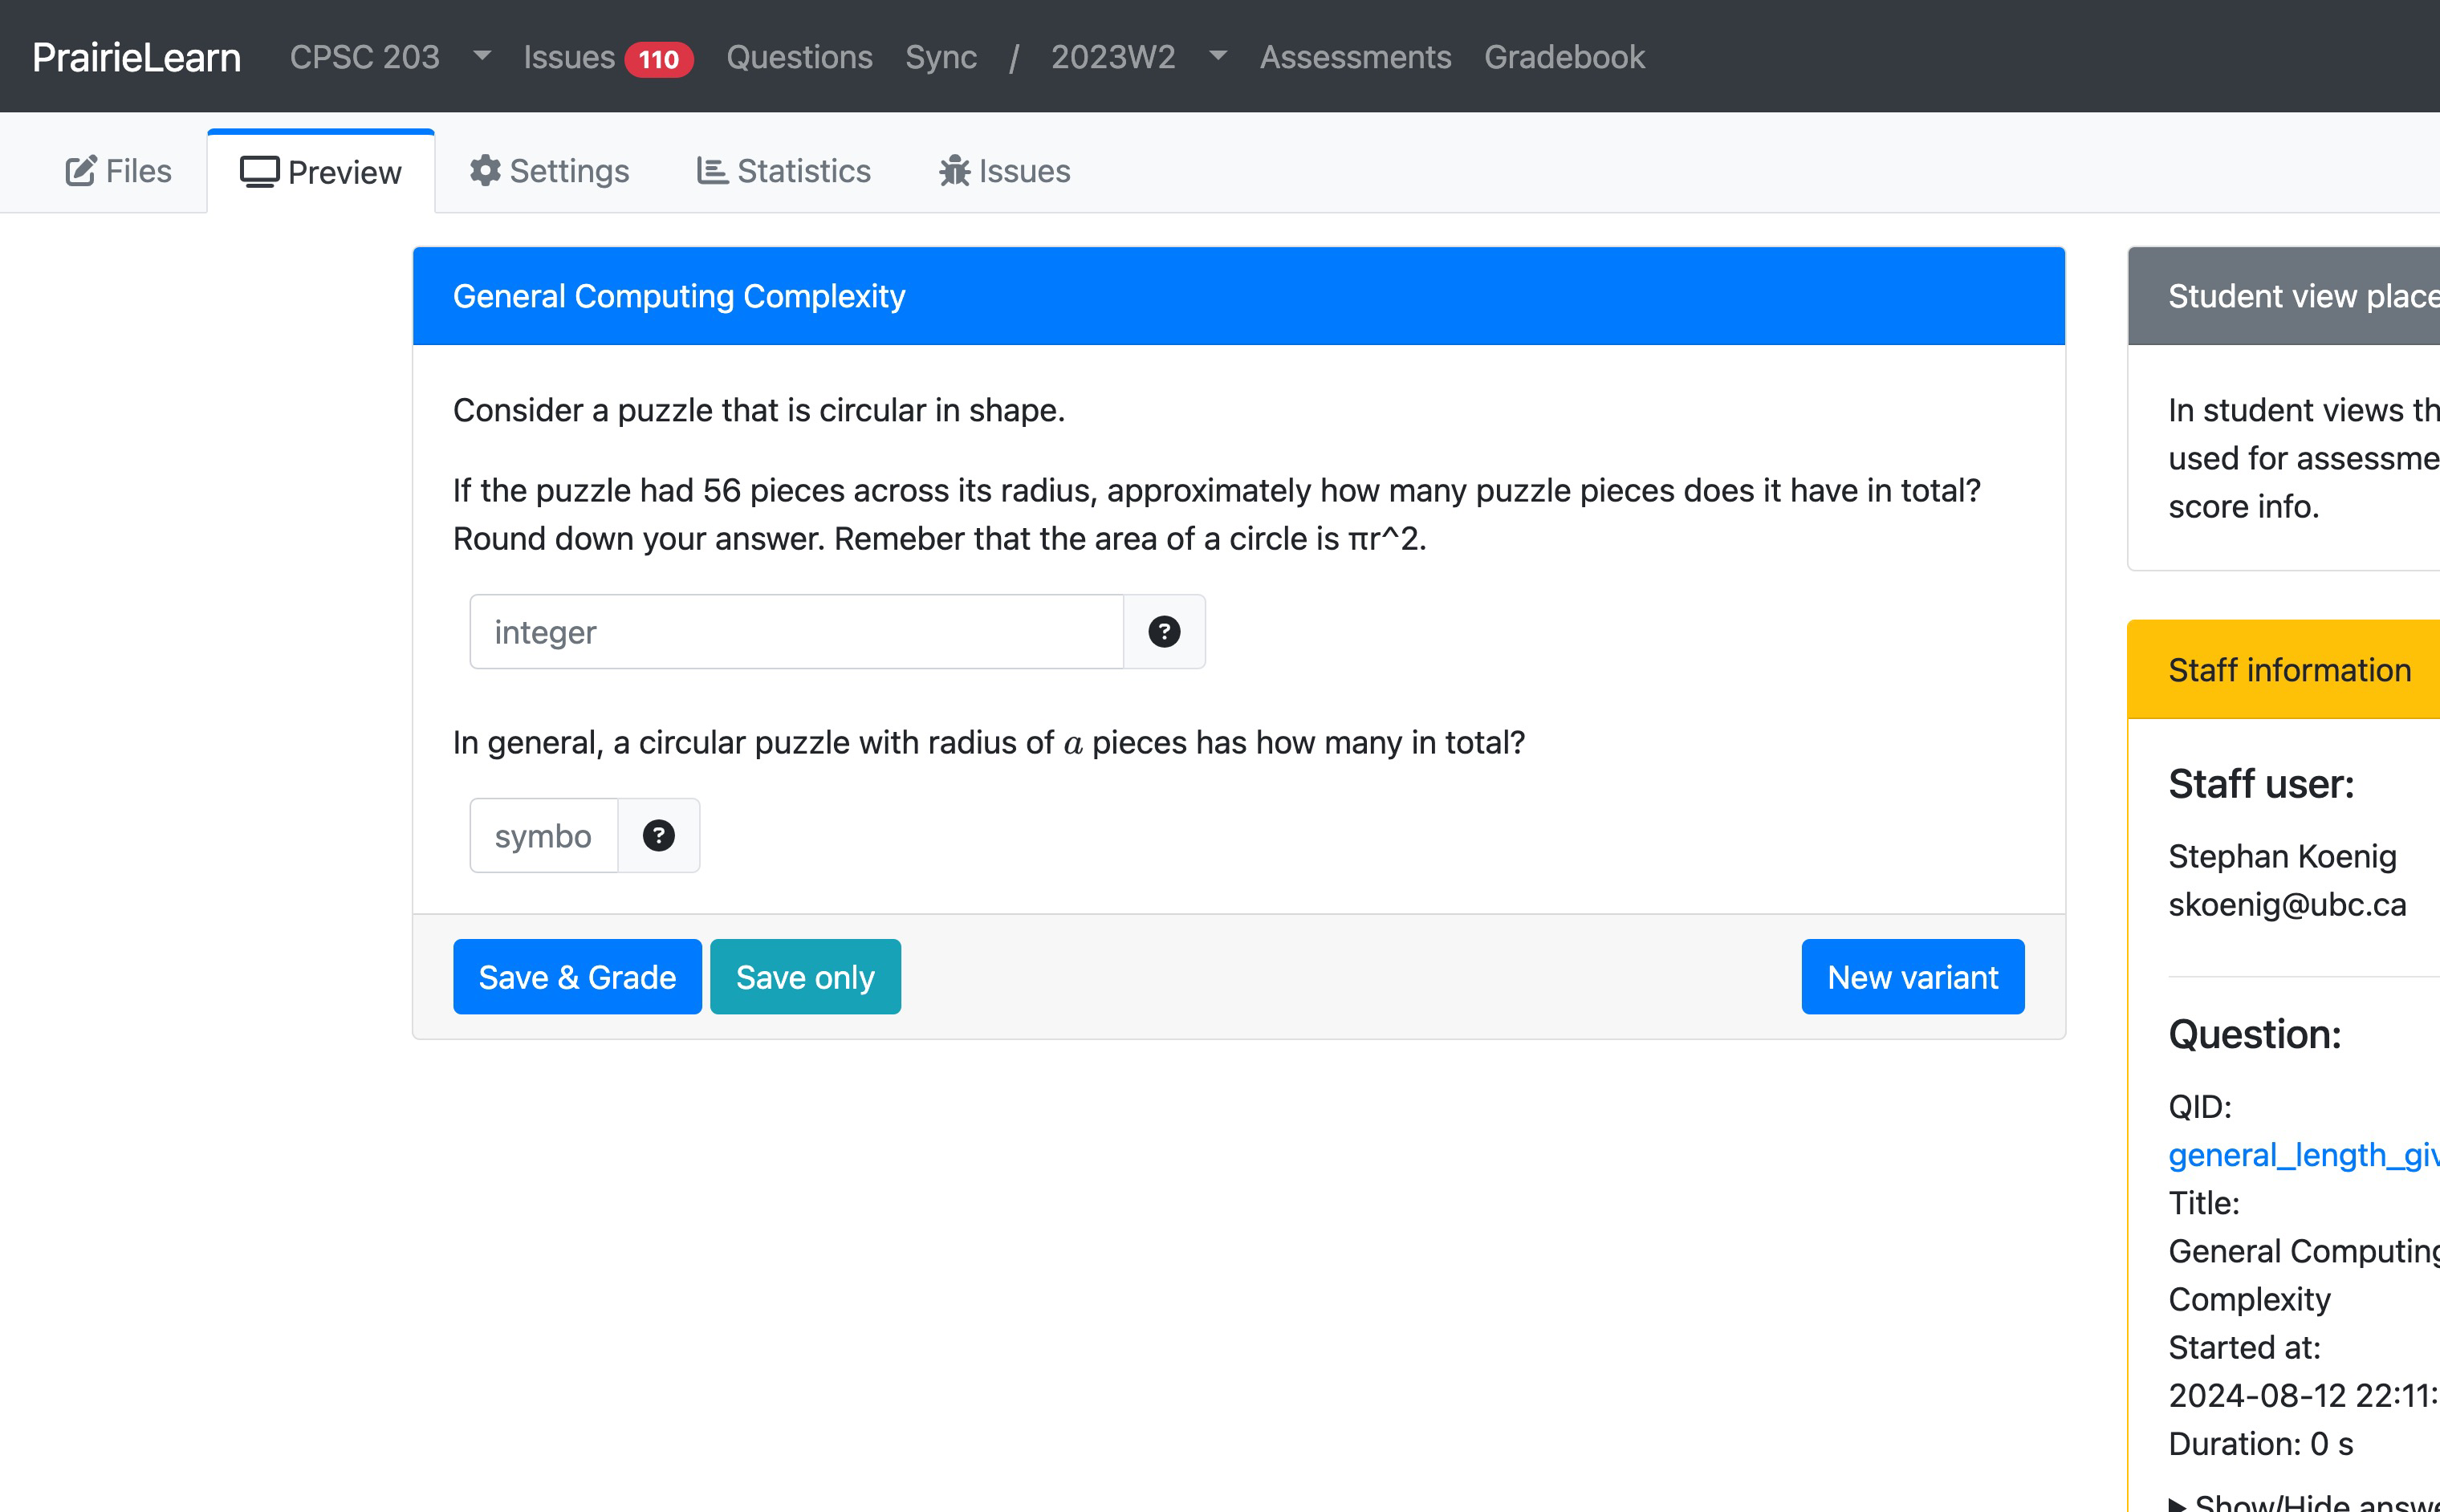 PrairieLearn CPSC 203 Issues 110 Questions Sync / 2023W2 Assessments Gradebook
Files Preview Settings Statistics Issues
General Computing Complexity
Consider a puzzle that is circular in shape.
If the puzzle had 56 pieces across its radius, approximately how many puzzle pieces does it have in total?
Round down your answer. Remeber that the area of a circle is πr^2.
integer ?
In general, a circular puzzle with radius of a pieces has how many in total?
symbo ?
Save & Grade Save only New variant
Student view place
In student views th
used for assessme
score info.
Staff information
Staff user:
Stephan Koenig
skoenig@ubc.ca
Question:
QID:
general_length_giv
Title:
General Computing
Complexity
Started at:
2024-08-12 22:11:
Duration: 0 s
Show/Hide answe